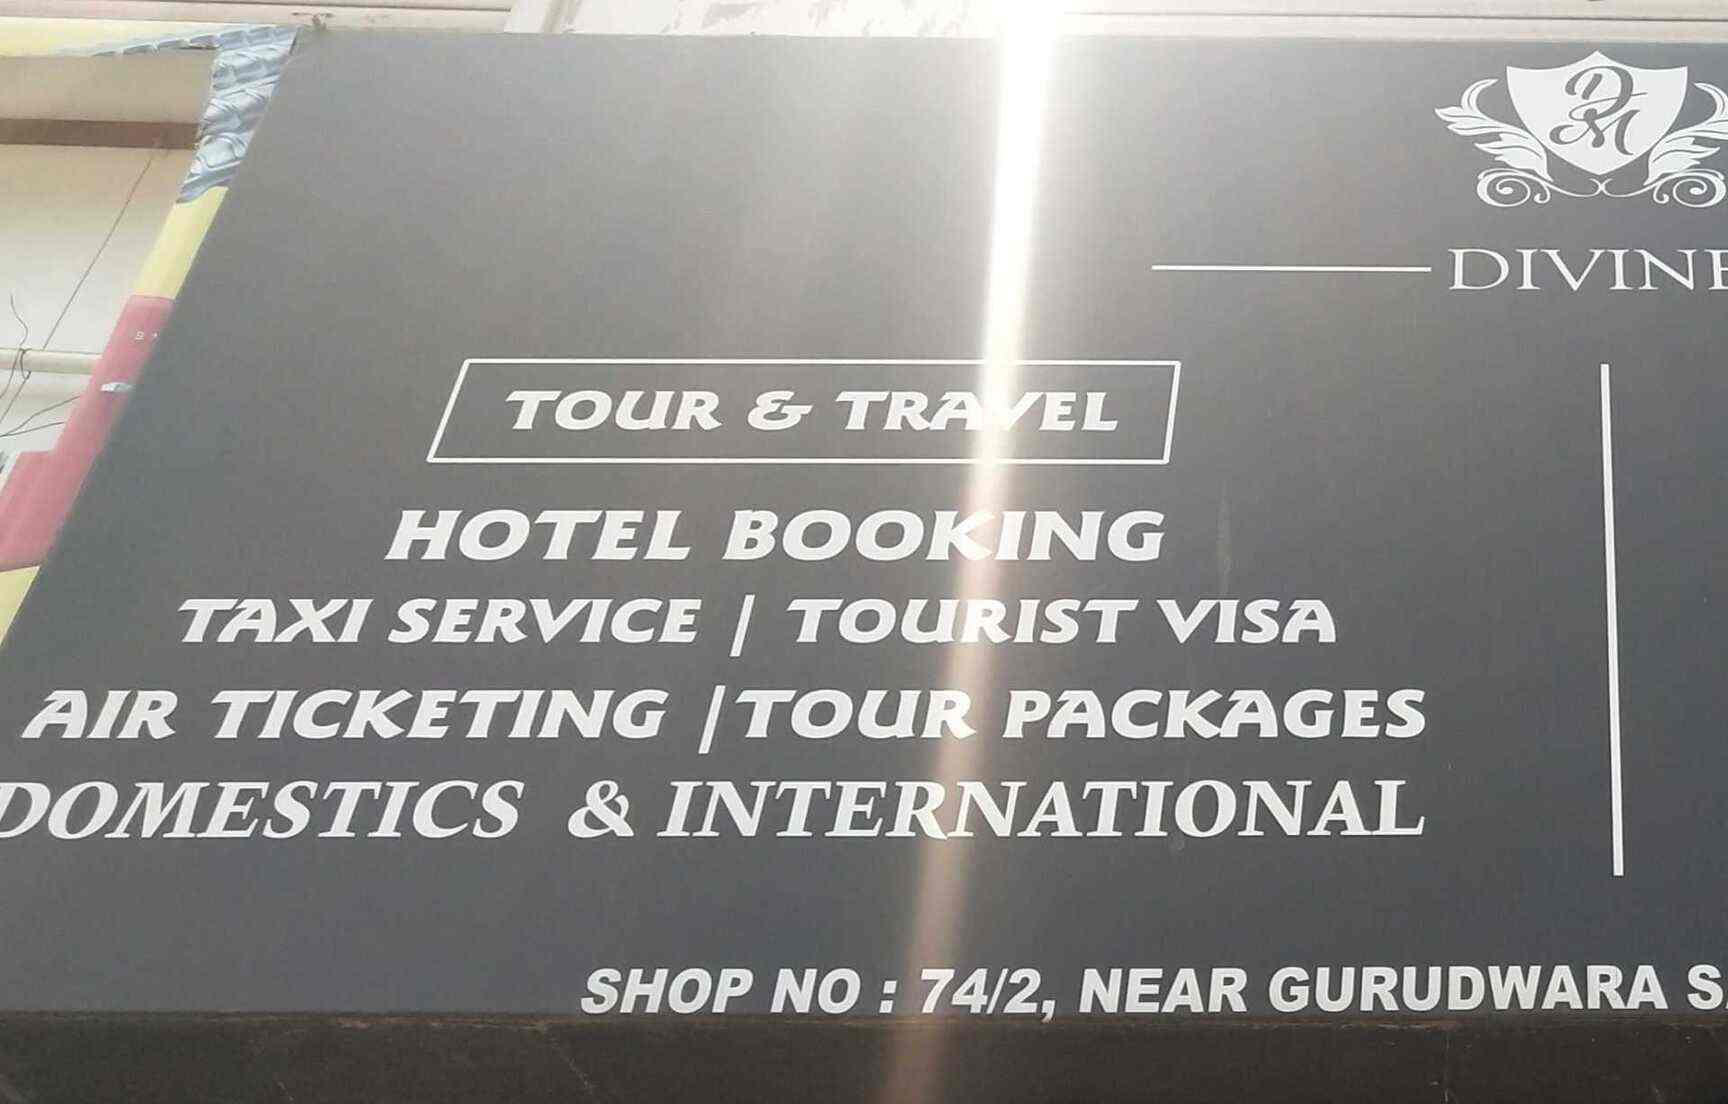 DM
DIVINE
TOUR & TRAVEL
HOTEL BOOKING
TAXI SERVICE | TOURIST VISA
AIR TICKETING | TOUR PACKAGES
DOMESTICS & INTERNATIONAL
SHOP NO : 74/2, NEAR GURUDWARA